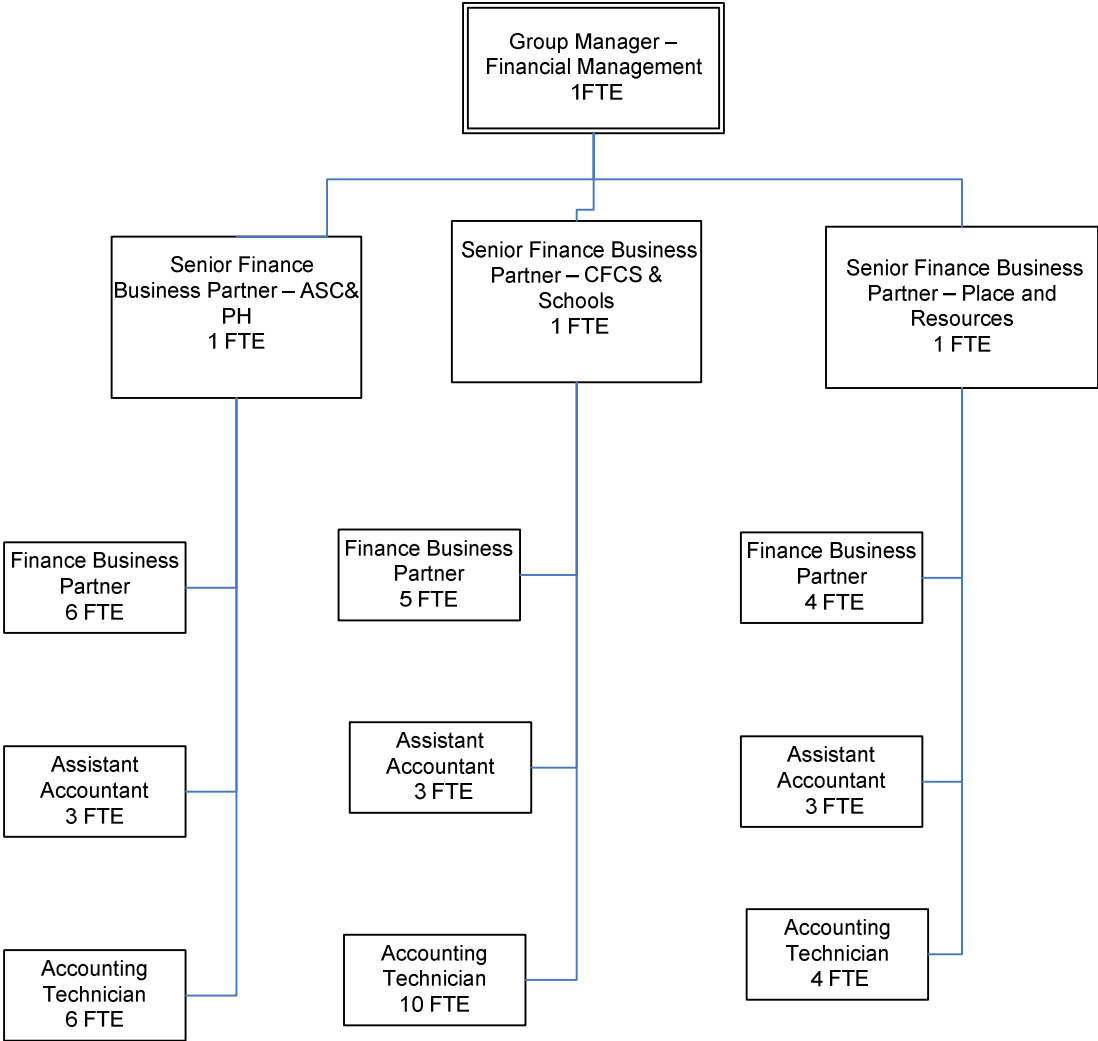 Group Manager –
Financial Management
1FTE
Senior Finance
Business Partner – ASC&
PH
1 FTE
Senior Finance Business
Partner – CFCS &
Schools
1 FTE
Senior Finance Business
Partner – Place and
Resources
1 FTE
Finance Business
Partner
6 FTE
Finance Business
Partner
5 FTE
Finance Business
Partner
4 FTE
Assistant
Accountant
3 FTE
Assistant
Accountant
3 FTE
Assistant
Accountant
3 FTE
Accounting
Technician
6 FTE
Accounting
Technician
10 FTE
Accounting
Technician
4 FTE